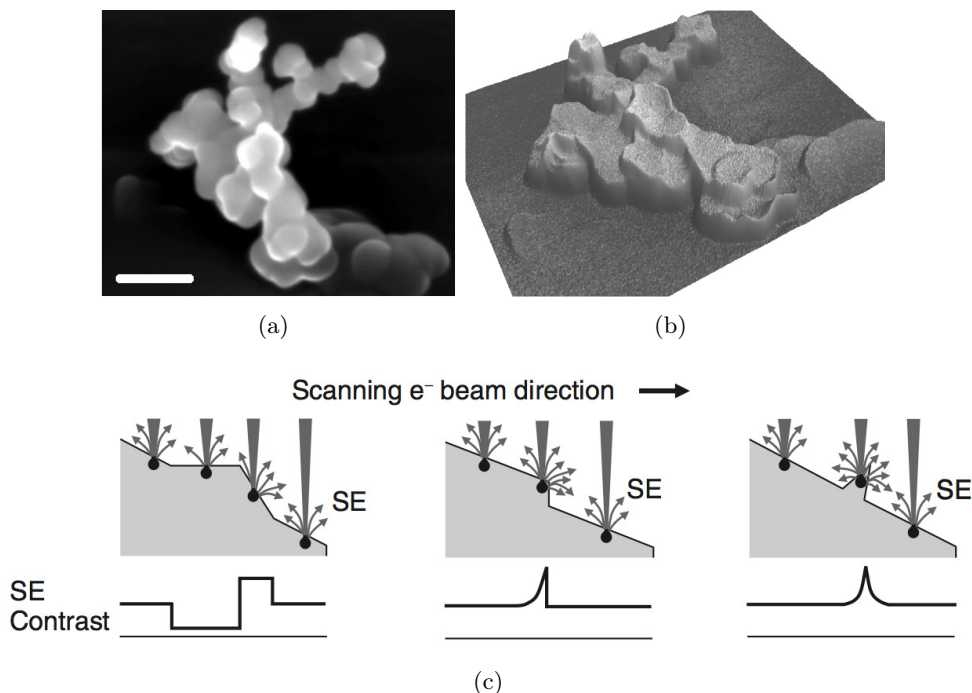 (a)
(b)
Scanning e⁻ beam direction
SE
SE
SE
SE
Contrast
(c)